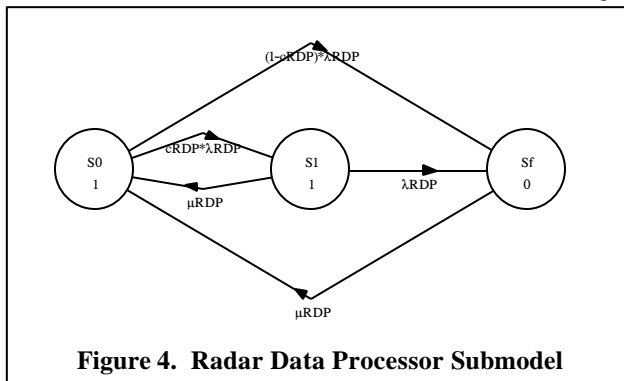 (1-cRDP)*λRDP
S0
1
cRDP*λRDP
μRDP
S1
1
λRDP
Sf
0
μRDP
Figure 4. Radar Data Processor Submodel